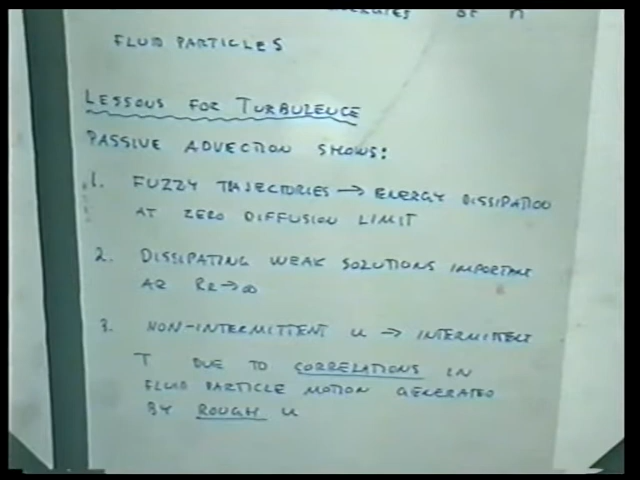 OF n
FLUID PARTICLES
LESSONS FOR TURBULENCE
PASSIVE ADVECTION SHOWS:
1. FUZZY TRAJECTORIES → ENERGY DISSIPATION
AT ZERO DIFFUSION LIMIT
2. DISSIPATING WEAK SOLUTIONS IMPORTANT
AS Re→∞
3. NON-INTERMITTENT u → INTERMITTENT
T DUE TO CORRELATIONS IN
FLUID PARTICLE MOTION GENERATED
BY ROUGH u